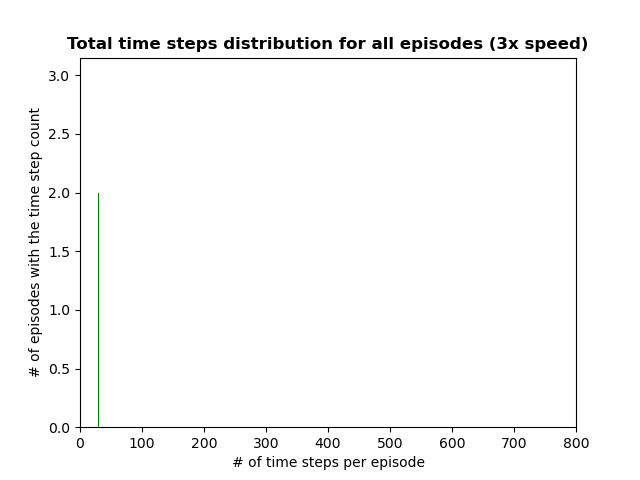 Total time steps distribution for all episodes (3x speed)
3.0
2.5
2.0
1.5
1.0
0.5
0.0
# of episodes with the time step count
0 100 200 300 400 500 600 700 800
# of time steps per episode